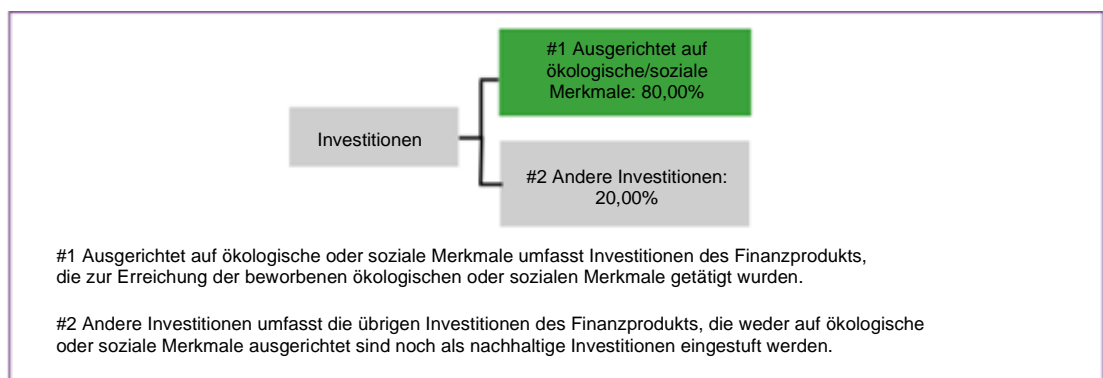 #1 Ausgerichtet auf
ökologische/soziale
Merkmale: 80,00%
Investitionen
#2 Andere Investitionen:
20,00%
#1 Ausgerichtet auf ökologische oder soziale Merkmale umfasst Investitionen des Finanzprodukts,
die zur Erreichung der beworbenen ökologischen oder sozialen Merkmale getätigt wurden.
#2 Andere Investitionen umfasst die übrigen Investitionen des Finanzprodukts, die weder auf ökologische
oder soziale Merkmale ausgerichtet sind noch als nachhaltige Investitionen eingestuft werden.